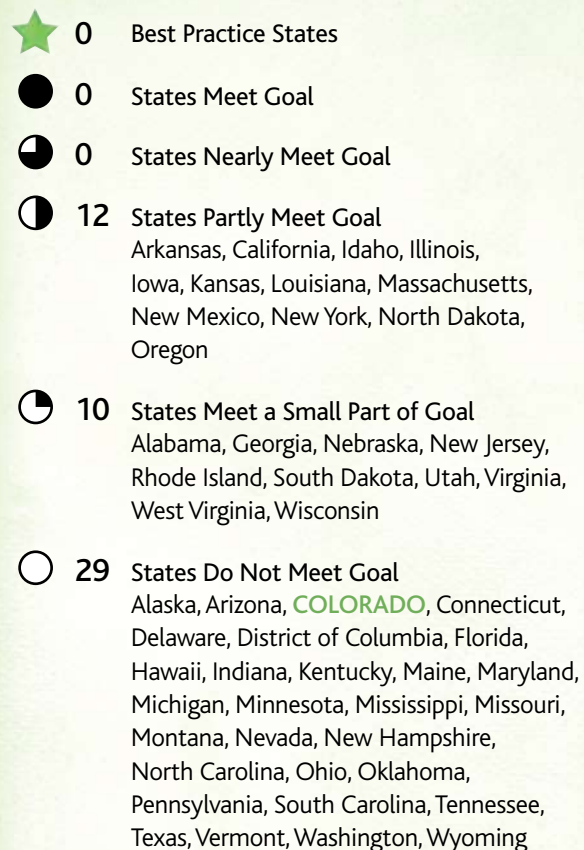 0 Best Practice States
0 States Meet Goal
0 States Nearly Meet Goal
12 States Partly Meet Goal
Arkansas, California, Idaho, Illinois,
Iowa, Kansas, Louisiana, Massachusetts,
New Mexico, New York, North Dakota,
Oregon
10 States Meet a Small Part of Goal
Alabama, Georgia, Nebraska, New Jersey,
Rhode Island, South Dakota, Utah, Virginia,
West Virginia, Wisconsin
29 States Do Not Meet Goal
Alaska, Arizona, COLORADO, Connecticut,
Delaware, District of Columbia, Florida,
Hawaii, Indiana, Kentucky, Maine, Maryland,
Michigan, Minnesota, Mississippi, Missouri,
Montana, Nevada, New Hampshire,
North Carolina, Ohio, Oklahoma,
Pennsylvania, South Carolina, Tennessee,
Texas, Vermont, Washington, Wyoming